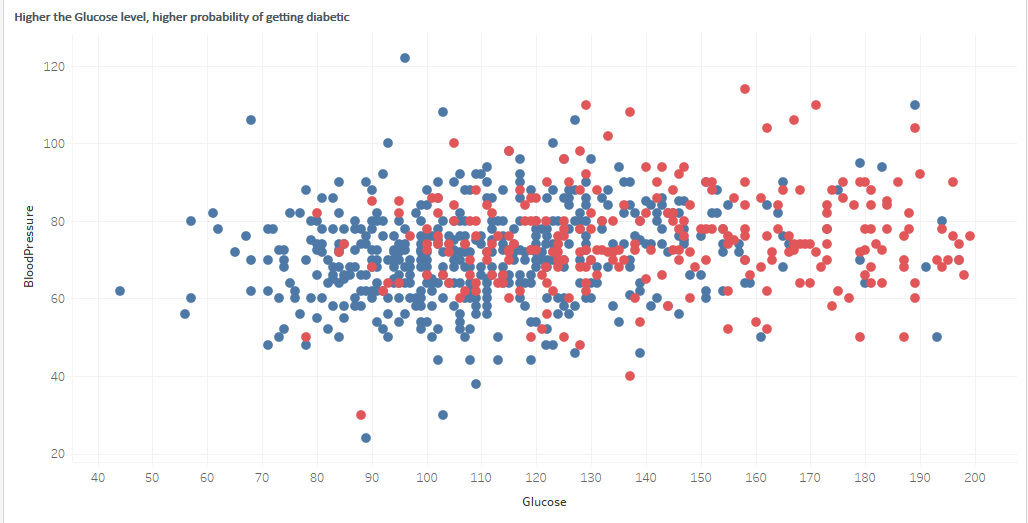 Higher the Glucose level, higher probability of getting diabetic
120
100
80
60
40
20
BloodPressure
40 50 60 70 80 90 100 110 120 130 140 150 160 170 180 190 200
Glucose